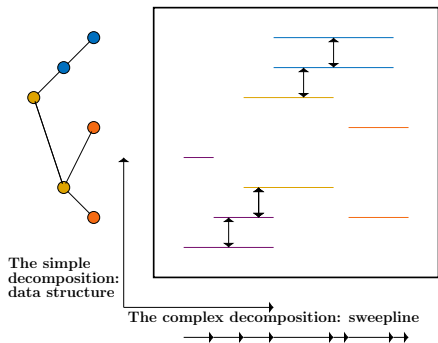 The simple
decomposition:
data structure
The complex decomposition: sweepline